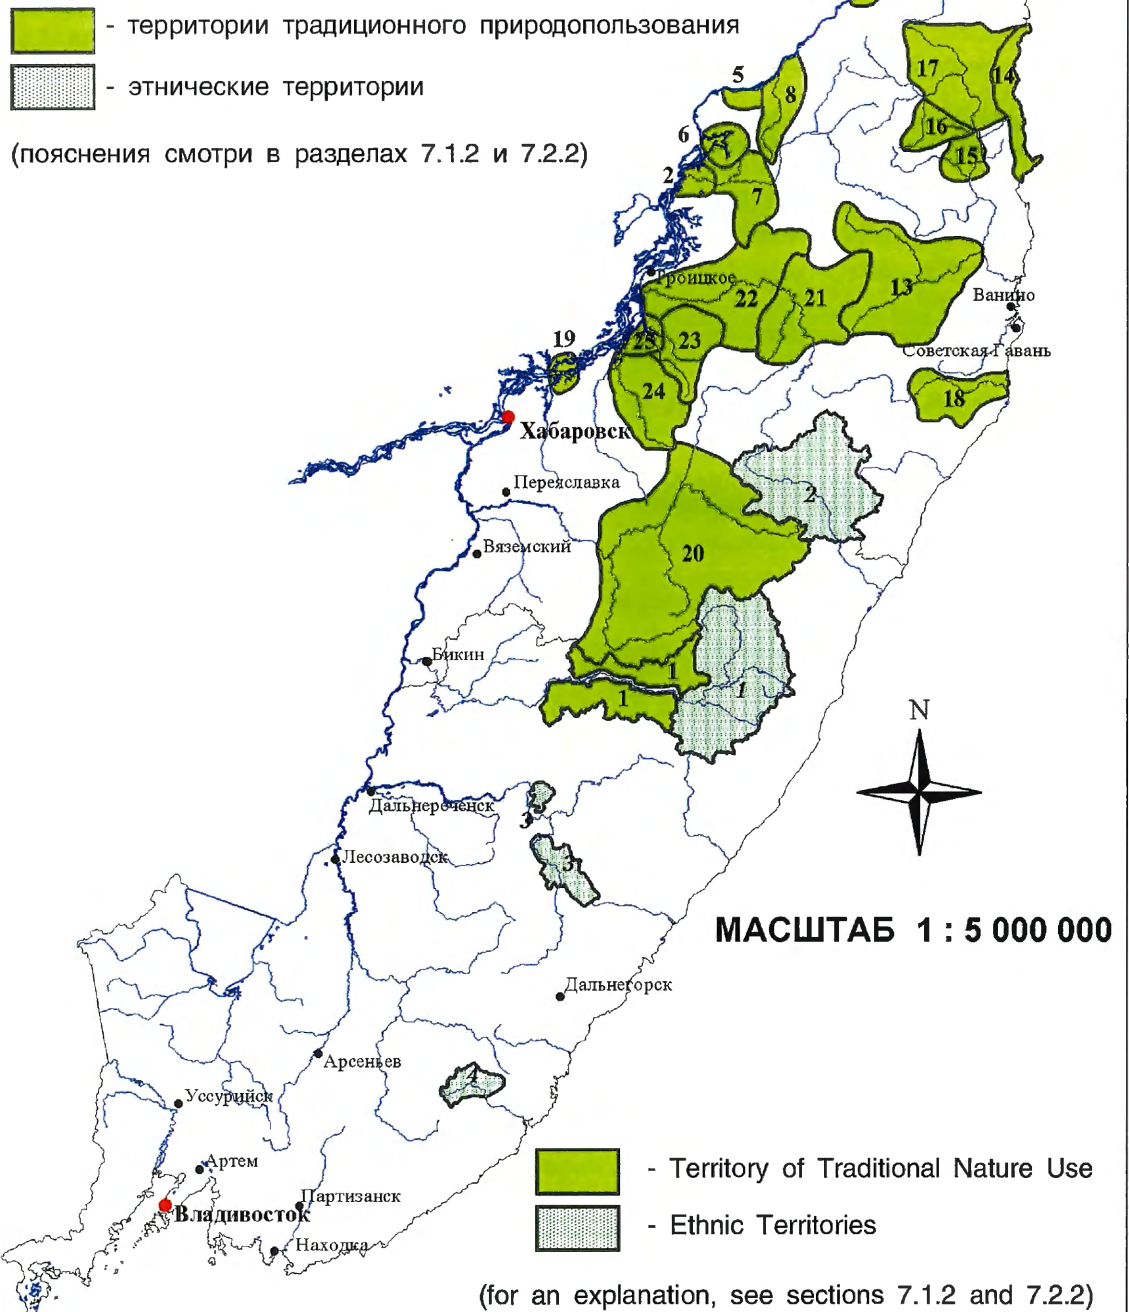 - территории традиционного природопользования
- этнические территории
(пояснения смотри в разделах 7.1.2 и 7.2.2)
17
14
5
8
16
15
6
2
7
Троицкое
22
21
13
Ванино
Советская Гавань
19
25
23
24
18
Хабаровск
2
Переяславка
Вяземский
20
Бикин
1
1
1
N
Дальнереченск
3
Лесозаводск
3
МАСШТАБ 1 : 5 000 000
Дальнегорск
Арсеньев
4
Уссурийск
Артем
Партизанск
Владивосток
Находка
- Territory of Traditional Nature Use
- Ethnic Territories
(for an explanation, see sections 7.1.2 and 7.2.2)